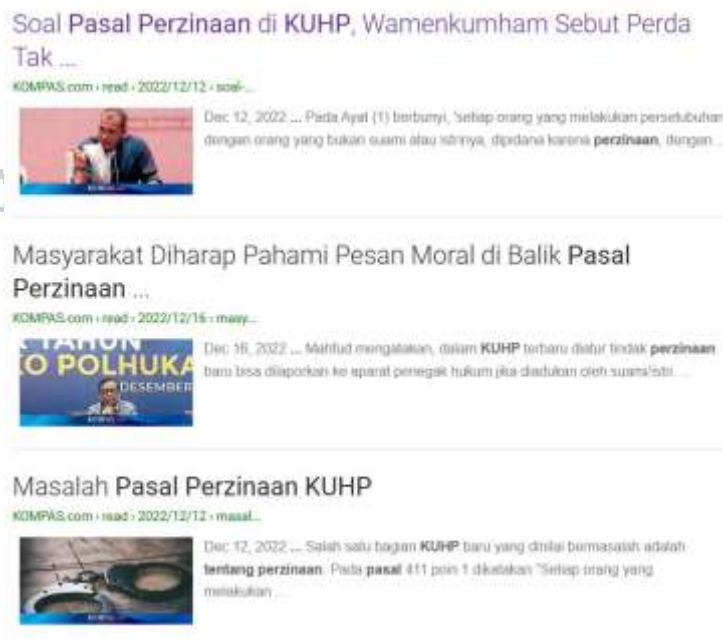 Soal Pasal Perzinaan di KUHP, Wamenkumham Sebut Perda
Tak ...
KOMPAS.com › read › 2022/12/12 › soal-...
Dec 12, 2022 ... Pada Ayat (1) berbunyi, 'setiap orang yang melakukan persetubuhan
dengan orang yang bukan suami atau istrinya, dipidana karena perzinaan, dengan ...
Masyarakat Diharap Pahami Pesan Moral di Balik Pasal
Perzinaan ...
KOMPAS.com › read › 2022/12/16 › masy...
TAHUN
KO POLHUKA
DESEMBER
Dec 16, 2022 ... Mahfud mengatakan, dalam KUHP terbaru diatur tindak perzinaan
baru bisa dilaporkan ke aparat penegak hukum jika diadukan oleh suami/istri. ...
Masalah Pasal Perzinaan KUHP
KOMPAS.com › read › 2022/12/12 › masal...
Dec 12, 2022 ... Salah satu bagian KUHP baru yang dinilai bermasalah adalah
tentang perzinaan. Pada pasal 411 poin 1 dikatakan "Setiap orang yang
melakukan ...